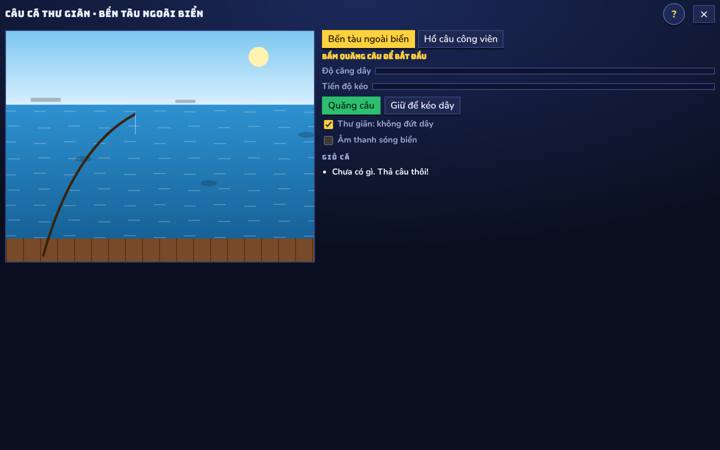 CÂU CÁ THƯ GIÃN • BẾN TÀU NGOÀI BIỂN
?
✕
Bến tàu ngoài biển
Hồ câu công viên
BẤM QUĂNG CÂU ĐỂ BẮT ĐẦU
Độ căng dây
Tiến độ kéo
Quăng câu
Giữ để kéo dây
Thư giãn: không đứt dây
Âm thanh sóng biển
GIỎ CÁ
• Chưa có gì. Thả câu thôi!